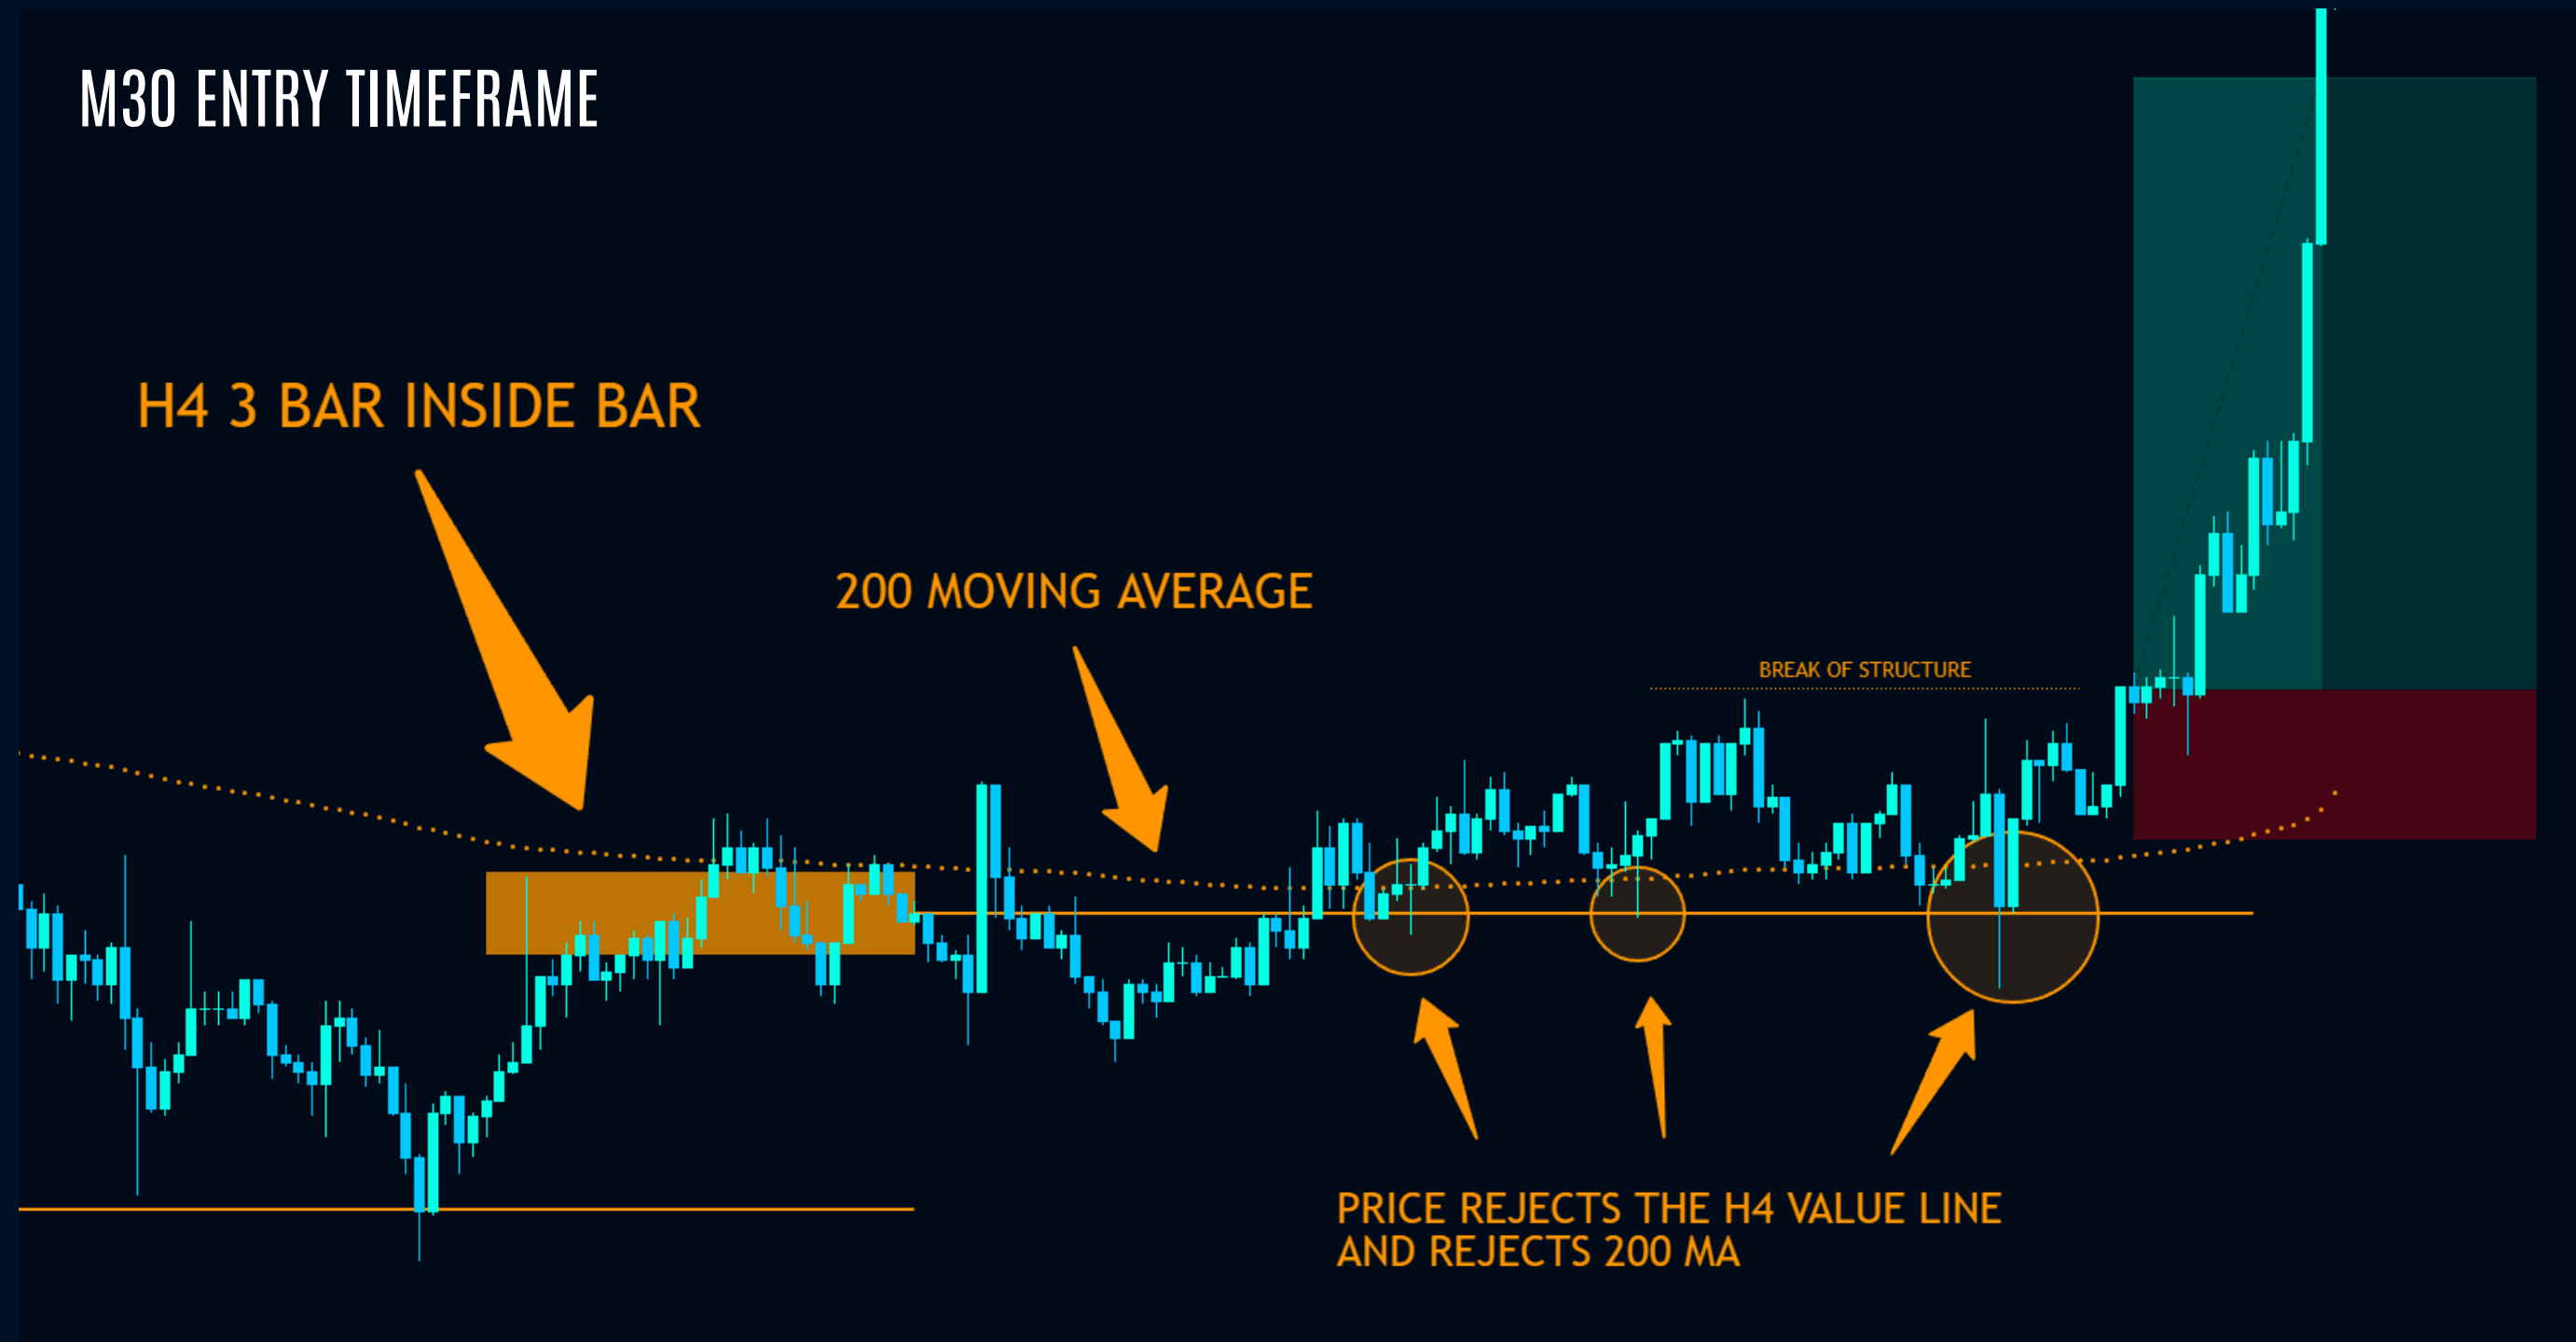 M30 ENTRY TIMEFRAME
H4 3 BAR INSIDE BAR
200 MOVING AVERAGE
BREAK OF STRUCTURE
PRICE REJECTS THE H4 VALUE LINE
AND REJECTS 200 MA